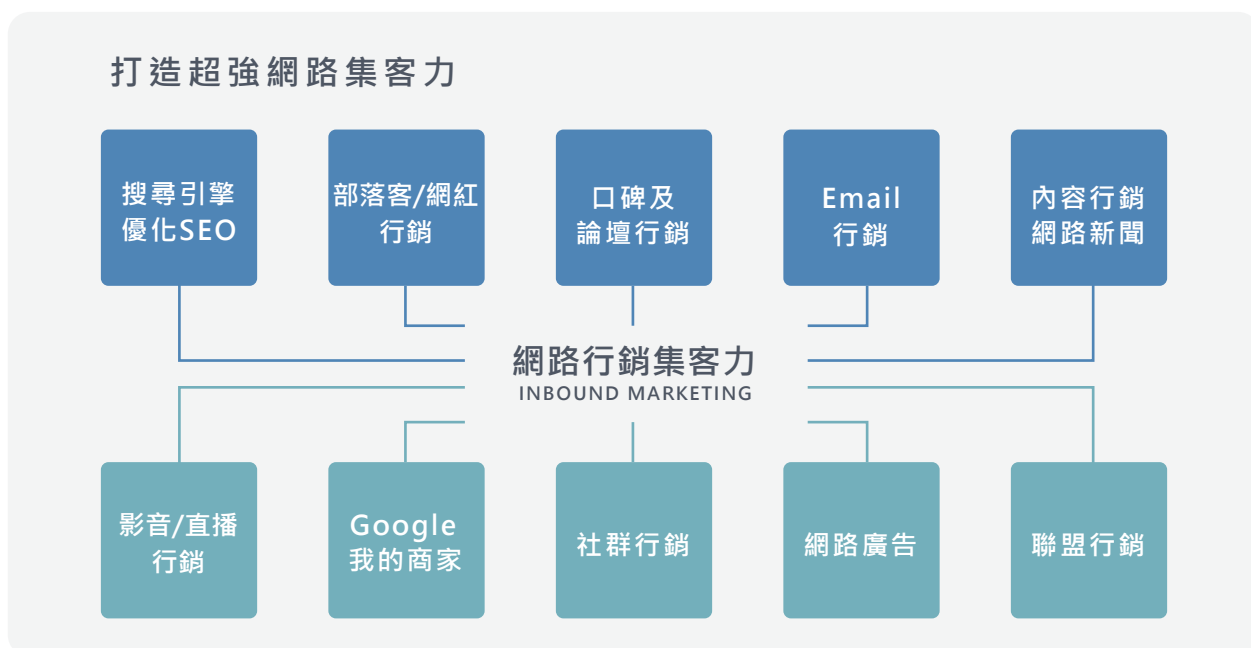 打造超強網路集客力
搜尋引擎
優化SEO
部落客/網紅
行銷
口碑及
論壇行銷
Email
行銷
內容行銷
網路新聞
網路行銷集客力
INBOUND MARKETING
影音/直播
行銷
Google
我的商家
社群行銷
網路廣告
聯盟行銷